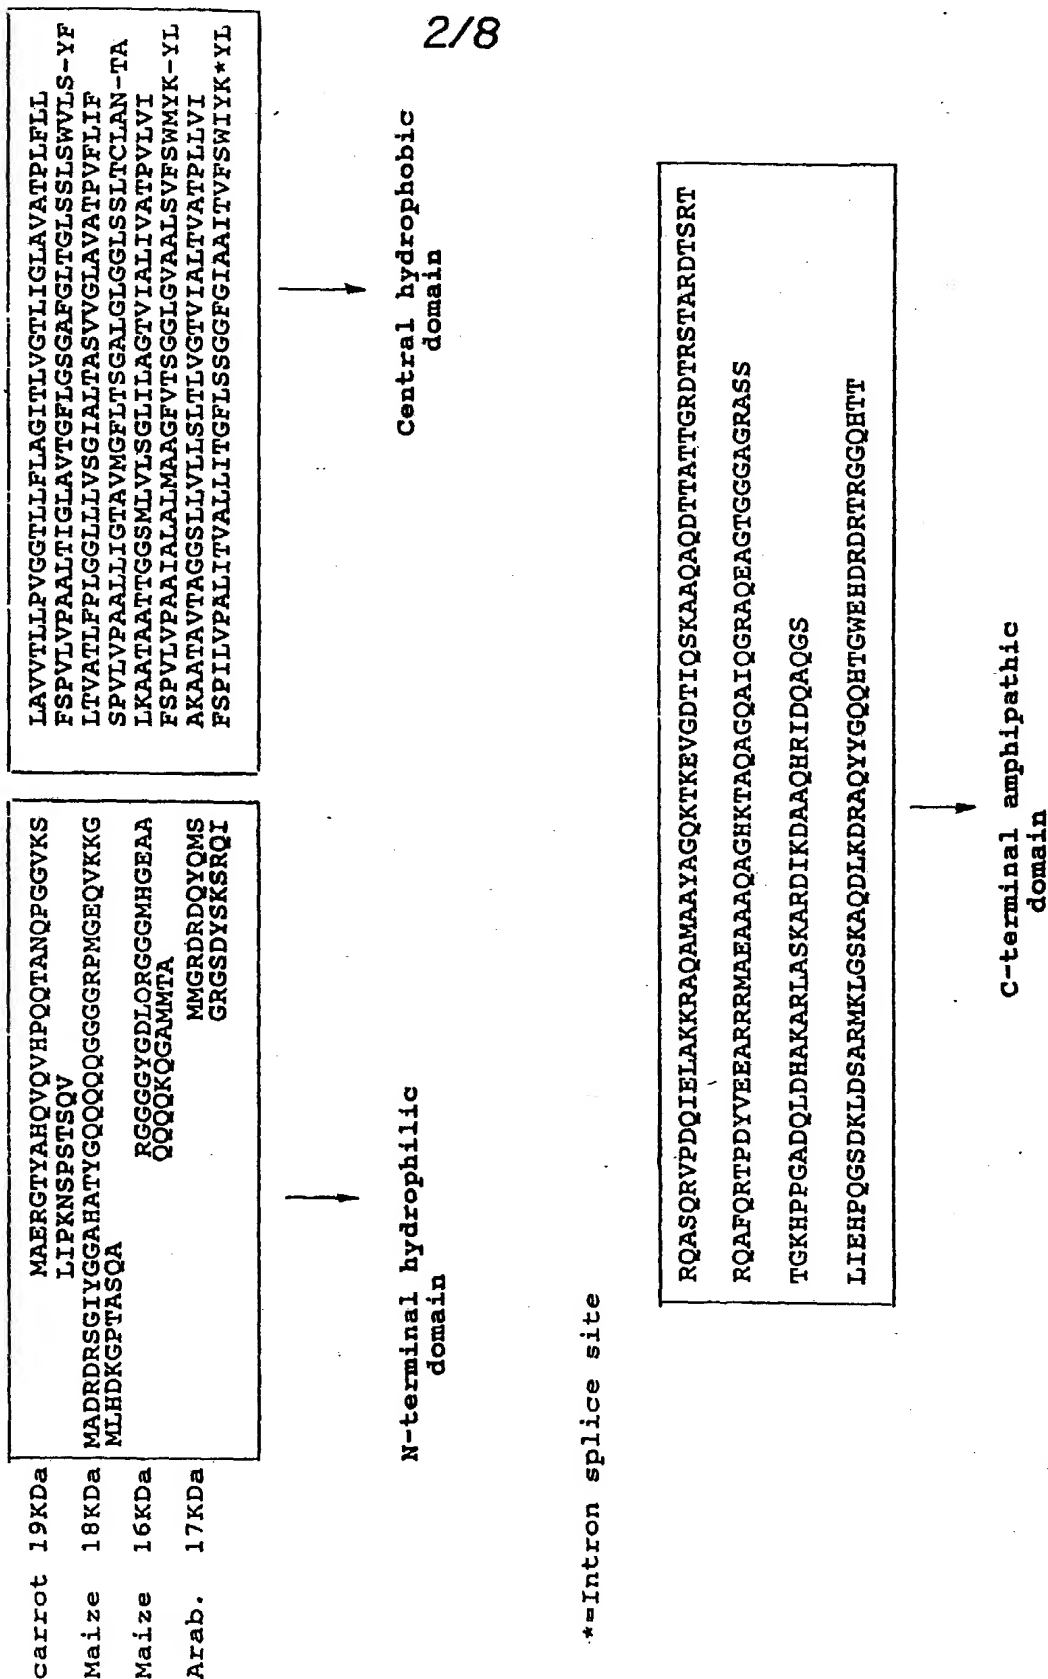 2/8
carrot 19KDa
MAERGTYAHQVQVHPQQTANQPGGVKS
LIPKNSPSTSQV
Maize 18KDa
MADRDRSGIYGGAHATYGQQQQQGGGGRPMGEQVKKG
MLHDKGPTASQA
Maize 16KDa
RGGGGYGDLQRGGGMHGEAA
QQQQKQGAMMTA
Arab. 17KDa
MMGRDRDQYQMS
GRGSDYSKSRQI
LAVVTLLPVGGTLLFLAGITLVGTLIGLAVATPLFLL
FSPVLVPAALTIGLAVTGFLGSGAFGLTGLSSLSWVLS-YF
LTVATLFPLGGLLLVSGIALTASVVGLAVATPVFLIF
SPVLVPAALLIGTAVMGFLTSGALGLGGLSSLTCLAN-TA
LKAATAATTGGSMLVLSGLILAGTVIALIVATPVLVI
FSPVLVPAAIALALMAAGFVTSGGLGVAALSVFSWMYK-YL
AKAATAVTAGGSLLVLLSLTLVGTVIALTVATPLLVI
FSPILVPALITVALLITGFLSSGGFGIAAITVFSWIYK*YL
N-terminal hydrophilic
domain
Central hydrophobic
domain
*=Intron splice site
RQASQRVPDQIELAKKRAQAMAAYAGQKTKEVGDTIQSKAAQAQDTTATTGRDTRSTARDTSRT
RQAFQRTPDYVEEARRRMAEAAAQAGHKTAQAGQAIQGRAQEAGTGGGAGRASS
TGKHPPGADQLDHAKARLASKARDIKDAAQHRIDQAQGS
LIEHPQGSDKLDSARMKLGSKAQDLKDRAQYYGQQHTGWEHDRDRTRGGQHTT
C-terminal amphipathic
domain